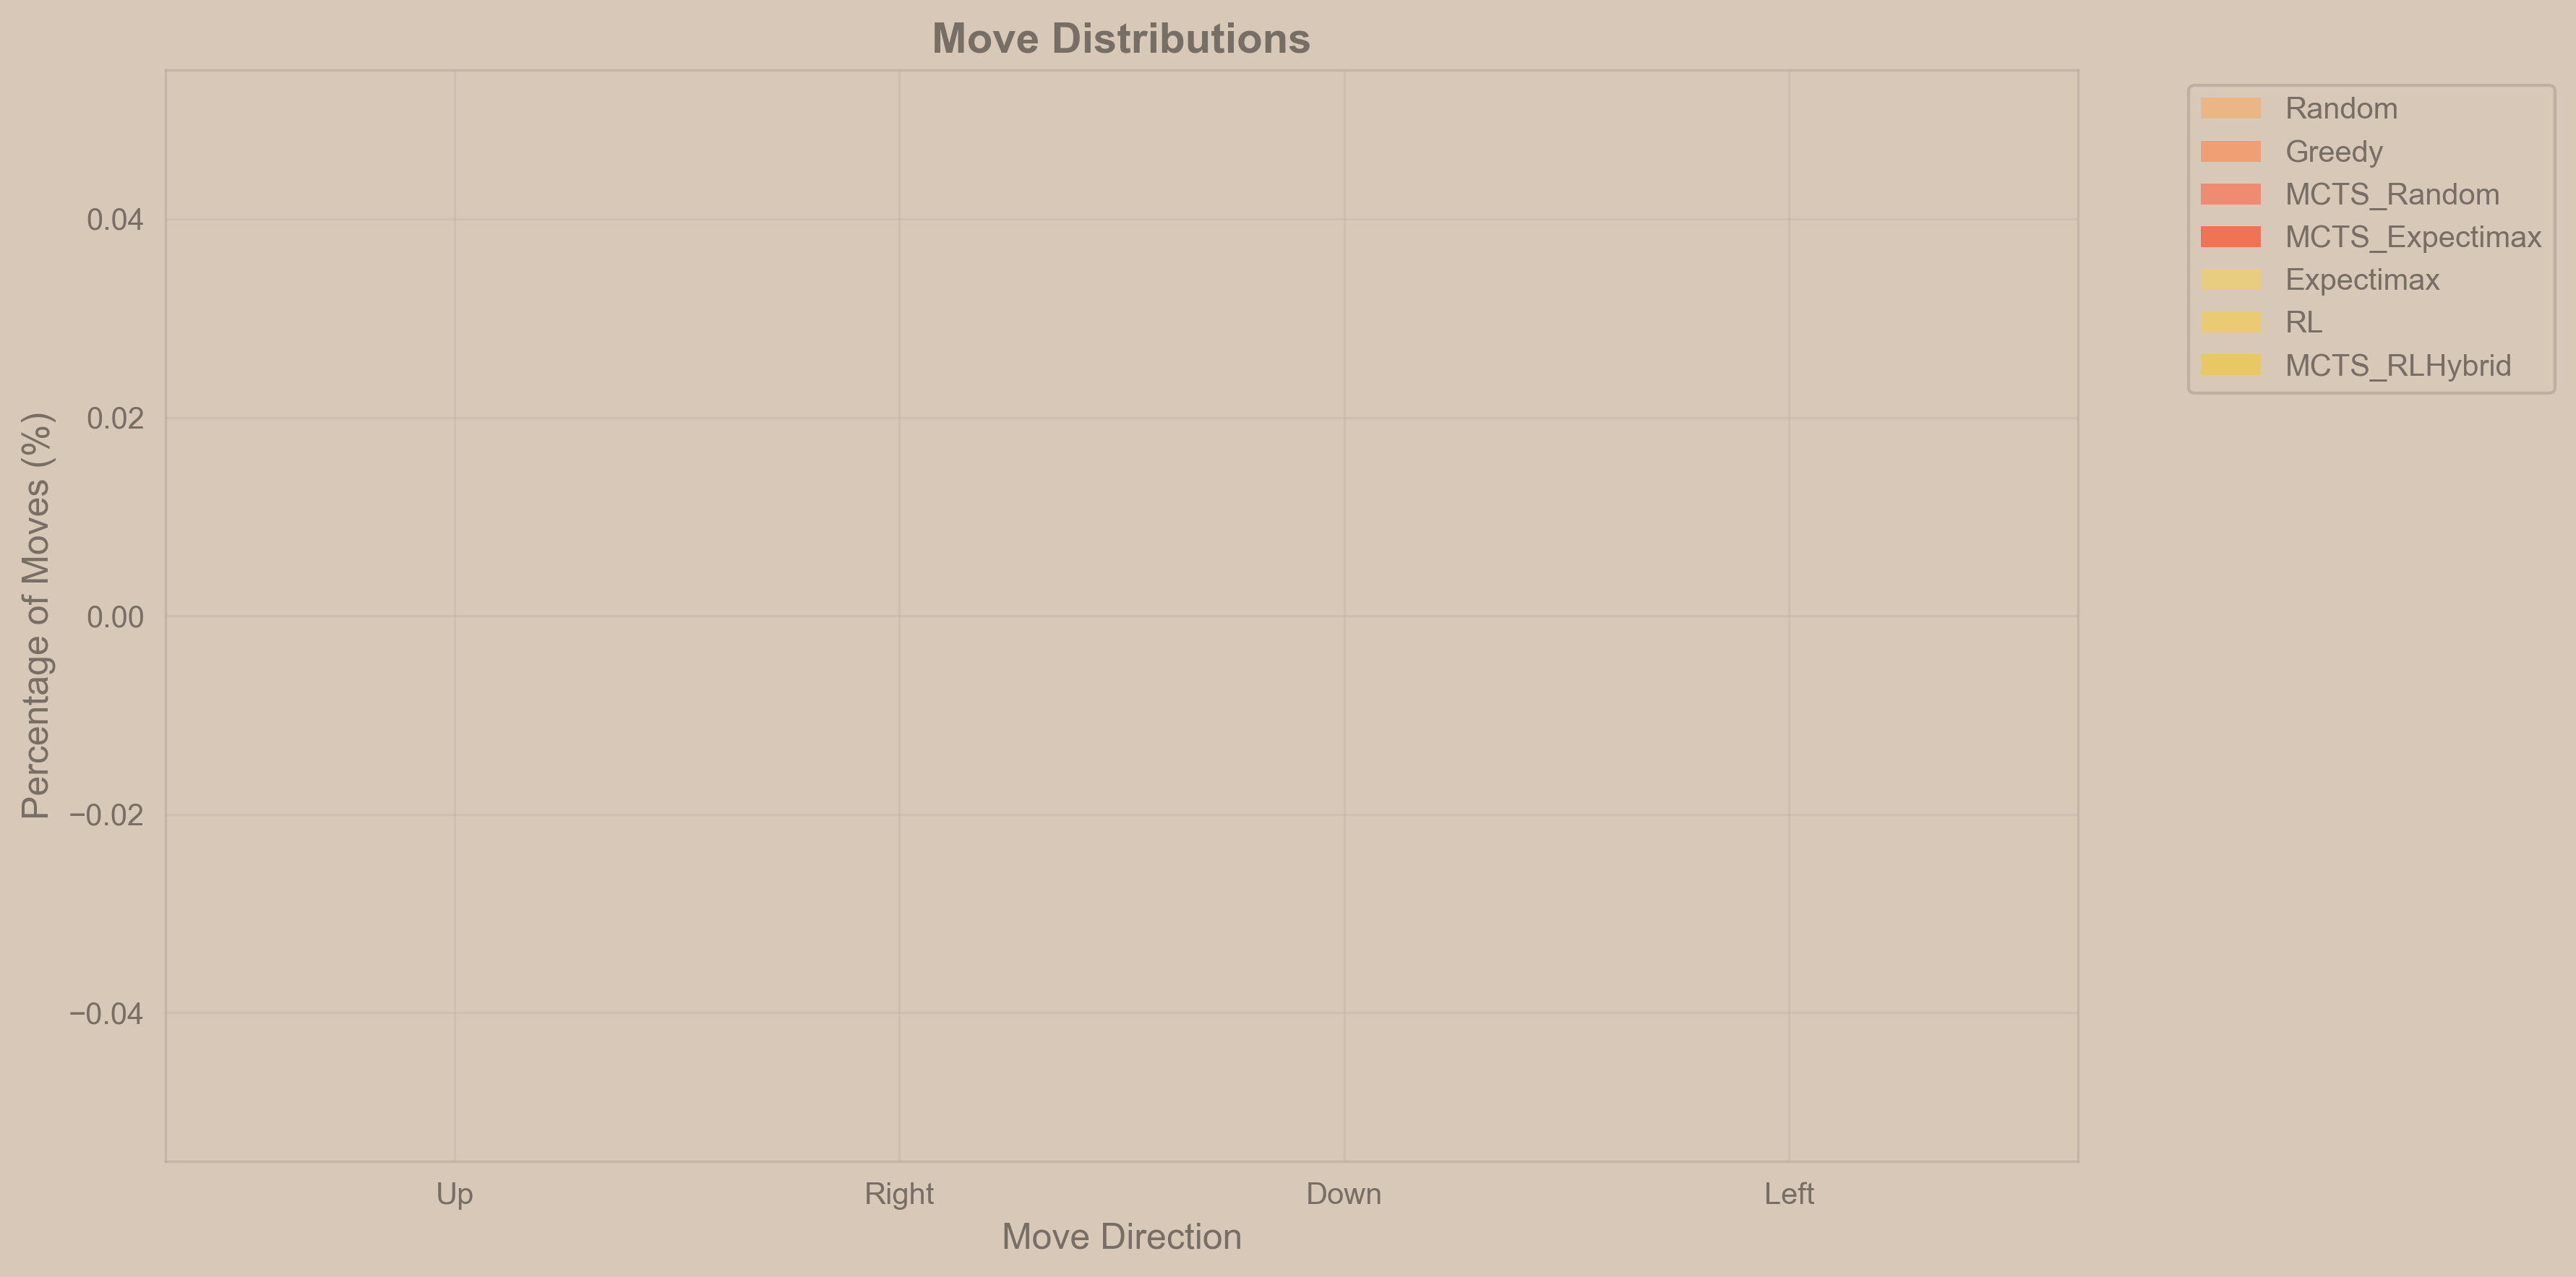 Move Distributions
Percentage of Moves (%)
0.04
0.02
0.00
−0.02
−0.04
Up
Right
Down
Left
Move Direction
Random
Greedy
MCTS_Random
MCTS_Expectimax
Expectimax
RL
MCTS_RLHybrid